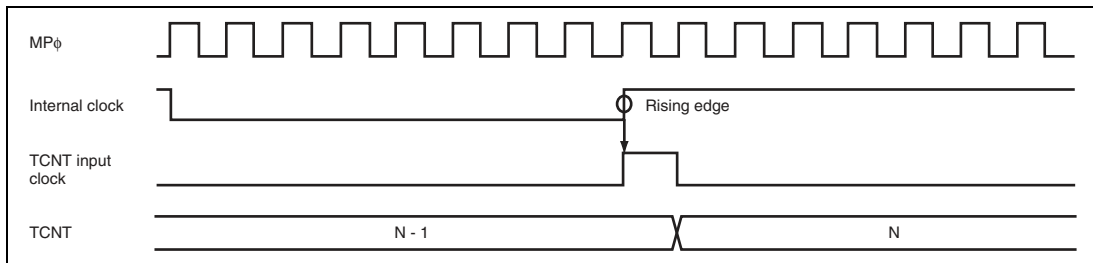 MPϕ
Internal clock
Rising edge
TCNT input
clock
TCNT
N - 1
N